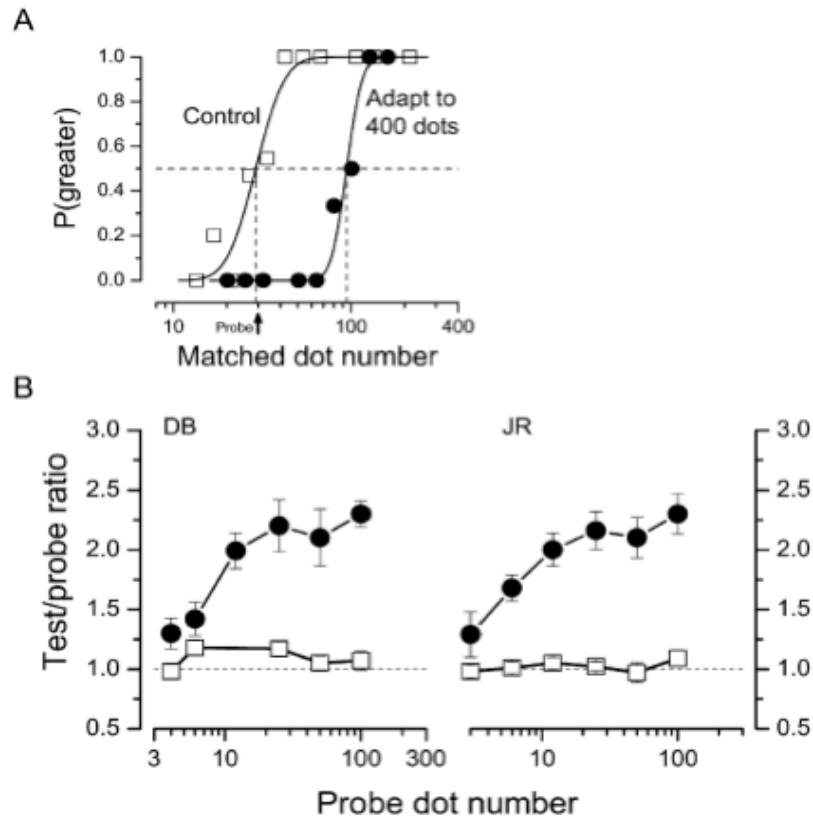 A
1.0
0.8
0.6
0.4
0.2
0.0
P(greater)
Control
Adapt to
400 dots
Probe
10
100
400
Matched dot number
B
DB
JR
3.0
2.5
2.0
1.5
1.0
0.5
Test/probe ratio
3.0
2.5
2.0
1.5
1.0
0.5
3
10
100
300
10
100
Probe dot number